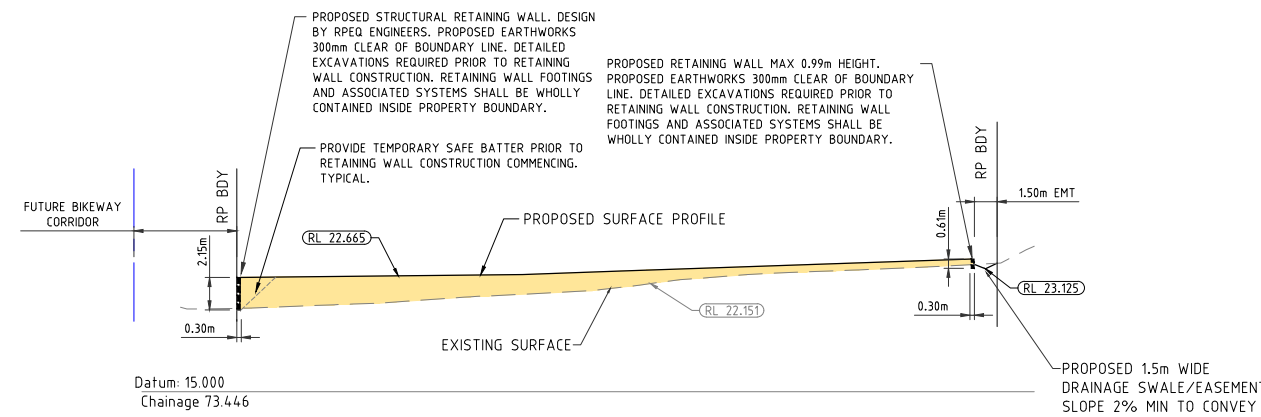 PROPOSED STRUCTURAL RETAINING WALL. DESIGN
BY RPEQ ENGINEERS. PROPOSED EARTHWORKS
300mm CLEAR OF BOUNDARY LINE. DETAILED
EXCAVATIONS REQUIRED PRIOR TO RETAINING
WALL CONSTRUCTION. RETAINING WALL FOOTINGS
AND ASSOCIATED SYSTEMS SHALL BE WHOLLY
CONTAINED INSIDE PROPERTY BOUNDARY.
PROPOSED RETAINING WALL MAX 0.99m HEIGHT.
PROPOSED EARTHWORKS 300mm CLEAR OF BOUNDARY
LINE. DETAILED EXCAVATIONS REQUIRED PRIOR TO
RETAINING WALL CONSTRUCTION. RETAINING WALL
FOOTINGS AND ASSOCIATED SYSTEMS SHALL BE
WHOLLY CONTAINED INSIDE PROPERTY BOUNDARY.
PROVIDE TEMPORARY SAFE BATTER PRIOR TO
RETAINING WALL CONSTRUCTION COMMENCING.
TYPICAL.
FUTURE BIKEWAY
CORRIDOR
RP BDY
RP BDY
1.50m EMT
PROPOSED SURFACE PROFILE
RL 22.665
2.15m
0.61m
RL 23.125
RL 22.151
0.30m
0.30m
EXISTING SURFACE
PROPOSED 1.5m WIDE
DRAINAGE SWALE/EASEMENT
SLOPE 2% MIN TO CONVEY
Datum: 15.000
Chainage 73.446